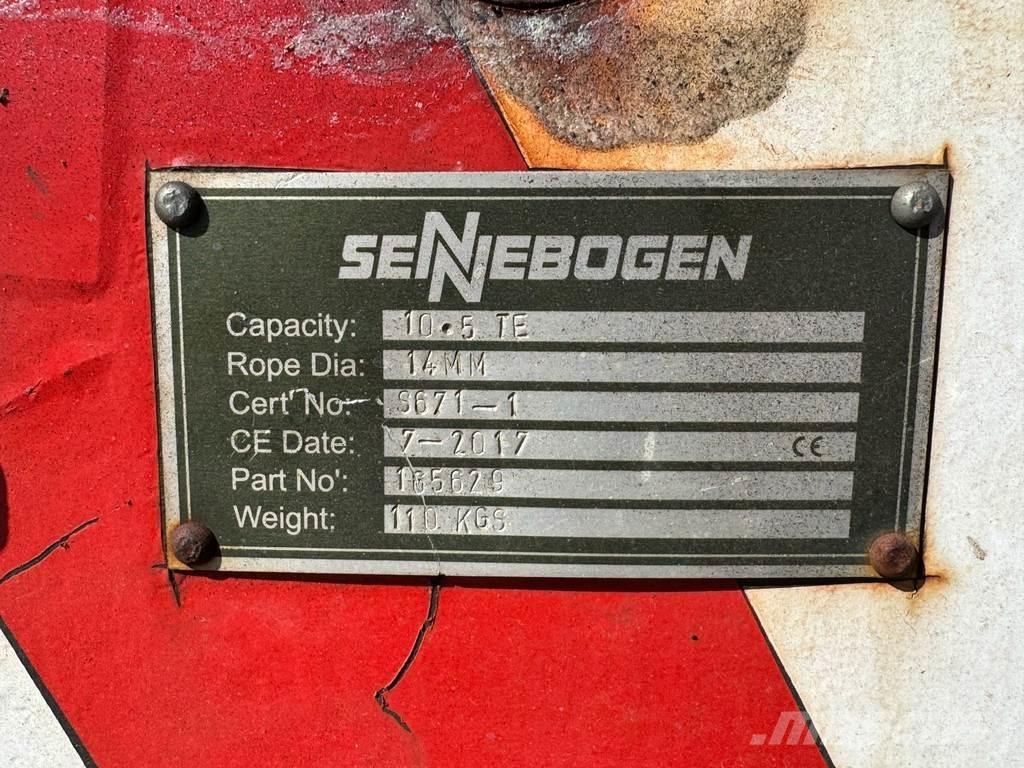 SENNEBOGEN
Capacity: 10.5 TE
Rope Dia: 14MM
Cert' No: S671-1
CE Date: 7-2017 CE
Part No': 165629
Weight: 110 KGS